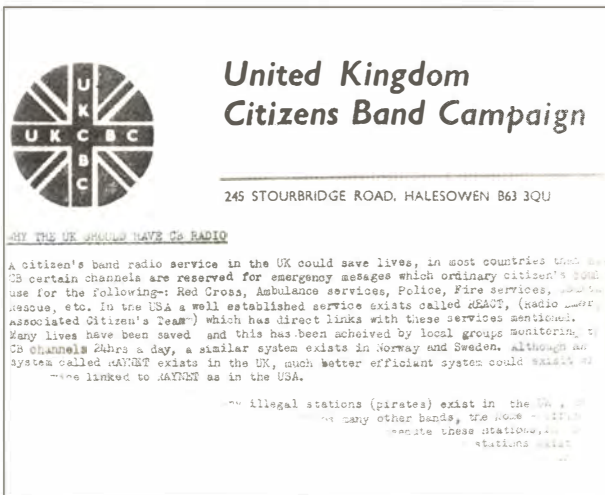 U
K
U K C B C
B
C
United Kingdom
Citizens Band Campaign
245 STOURBRIDGE ROAD, HALESOWEN B63 3QU
WHY THE UK SHOULD HAVE CB RADIO
A citizen's band radio service in the UK could save lives, in most countries that
CB certain channels are reserved for emergency mesages which ordinary citizen's
use for the following-: Red Cross, Ambulance services, Police, Fire services,
Rescue, etc. In the USA a well established service exists called REACT, (Radio
Associated Citizen's Team-) which has direct links with these services mentioned.
Many lives have been saved and this has been acheived by local groups monitoring
CB channels 24hrs a day, a similar system exists in Norway and Sweden. Although an
system called RAYNET exists in the UK, much better efficiant system could
linked to RAYNET as in the USA.
illegal stations (pirates) exist in the UK ,
many other bands, the Home
these stations,
stations exist